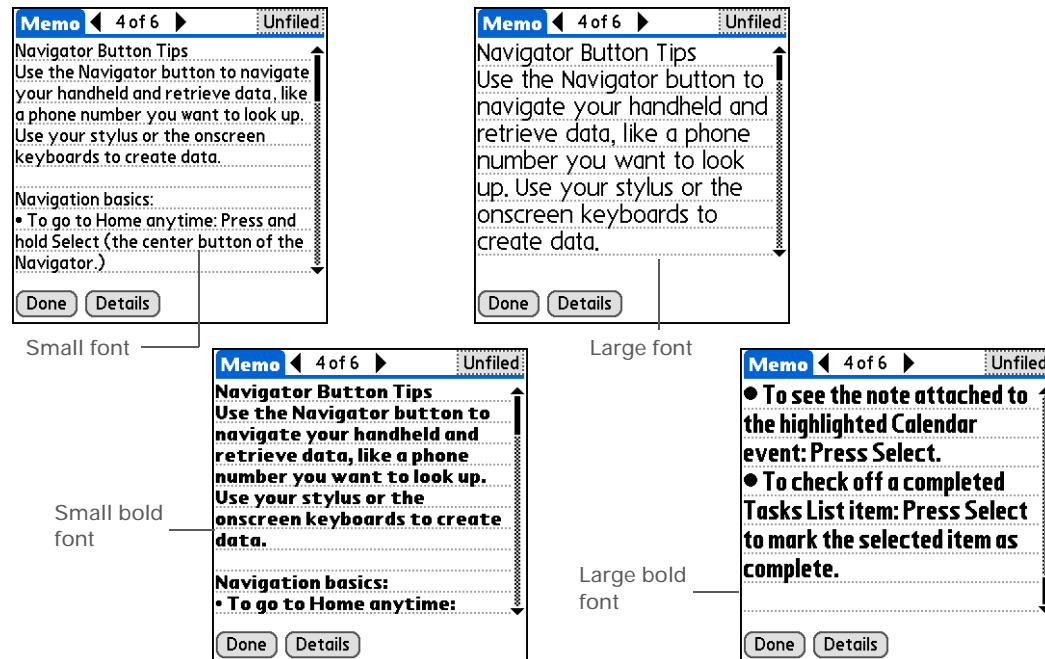 Memo 4 of 6 Unfiled
Navigator Button Tips
Use the Navigator button to navigate
your handheld and retrieve data, like
a phone number you want to look up.
Use your stylus or the onscreen
keyboards to create data.
Navigation basics:
• To go to Home anytime: Press and
hold Select (the center button of the
Navigator.)
Done Details
Small font
Memo 4 of 6 Unfiled
Navigator Button Tips
Use the Navigator button to
navigate your handheld and
retrieve data, like a phone
number you want to look
up. Use your stylus or the
onscreen keyboards to
create data.
Done Details
Large font
Memo 4 of 6 Unfiled
Navigator Button Tips
Use the Navigator button to
navigate your handheld and
retrieve data, like a phone
number you want to look up.
Use your stylus or the
onscreen keyboards to create
data.
Navigation basics:
• To go to Home anytime:
Done Details
Small bold
font
Memo 4 of 6 Unfiled
• To see the note attached to
the highlighted Calendar
event: Press Select.
• To check off a completed
Tasks List item: Press Select
to mark the selected item as
complete.
Done Details
Large bold
font